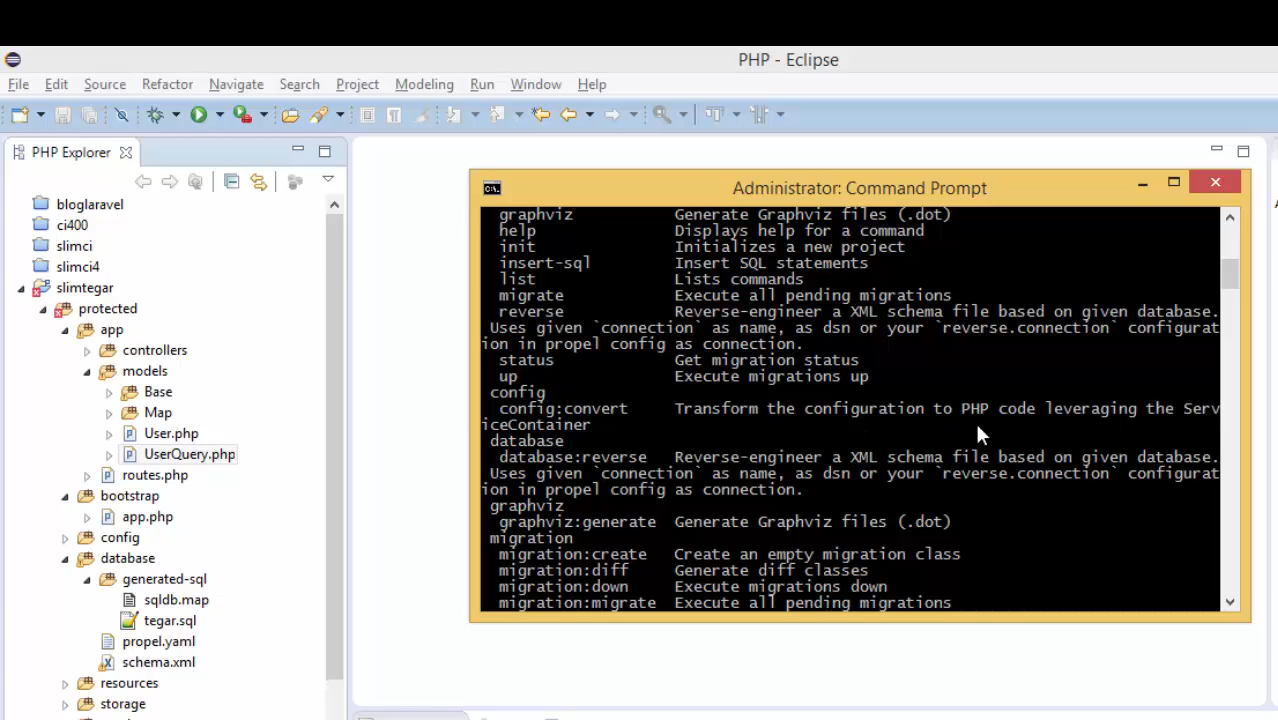 PHP - Eclipse
File Edit Source Refactor Navigate Search Project Modeling Run Window Help
PHP Explorer
bloglaravel
ci400
slimci
slimci4
slimtegar
protected
app
controllers
models
Base
Map
User.php
UserQuery.php
routes.php
bootstrap
app.php
config
database
generated-sql
sqldb.map
tegar.sql
propel.yaml
schema.xml
resources
storage
Administrator: Command Prompt
graphviz Generate Graphviz files (.dot)
help Displays help for a command
init Initializes a new project
insert-sql Insert SQL statements
list Lists commands
migrate Execute all pending migrations
reverse Reverse-engineer a XML schema file based on given database.
Uses given `connection` as name, as dsn or your `reverse.connection` configurat
ion in propel config as connection.
status Get migration status
up Execute migrations up
config
config:convert Transform the configuration to PHP code leveraging the Serv
iceContainer
database
database:reverse Reverse-engineer a XML schema file based on given database.
Uses given `connection` as name, as dsn or your `reverse.connection` configurat
ion in propel config as connection.
graphviz
graphviz:generate Generate Graphviz files (.dot)
migration
migration:create Create an empty migration class
migration:diff Generate diff classes
migration:down Execute migrations down
migration:migrate Execute all pending migrations